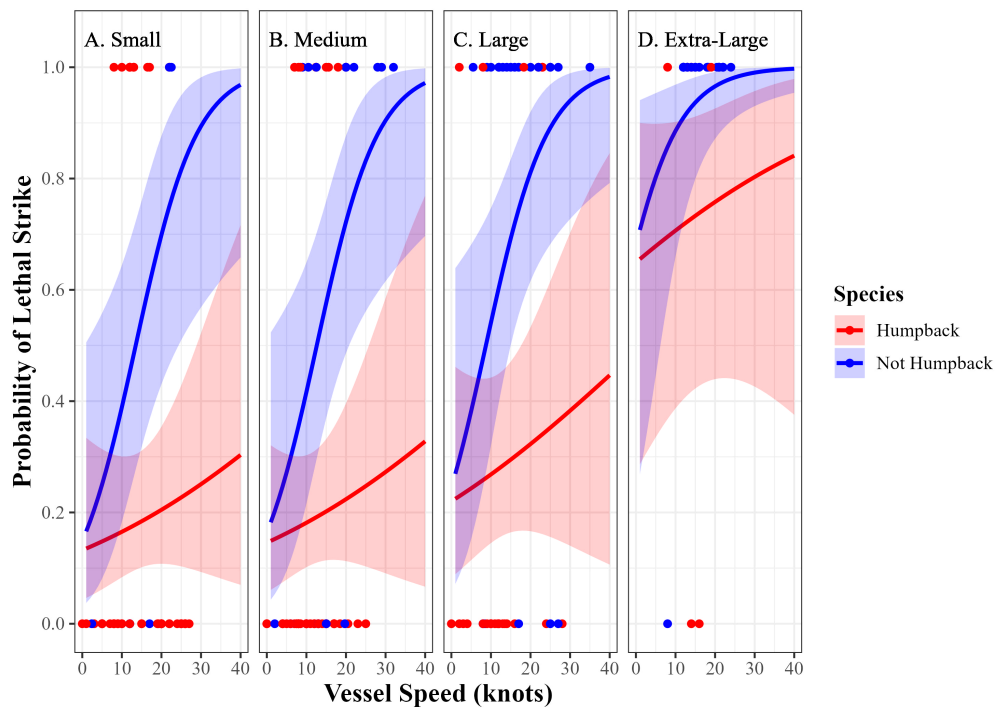 A. Small
B. Medium
C. Large
D. Extra-Large
1.0
0.8
0.6
0.4
0.2
0.0
0 10 20 30 40
0 10 20 30 40
0 10 20 30 40
0 10 20 30 40
Probability of Lethal Strike
Vessel Speed (knots)
Species
Humpback
Not Humpback